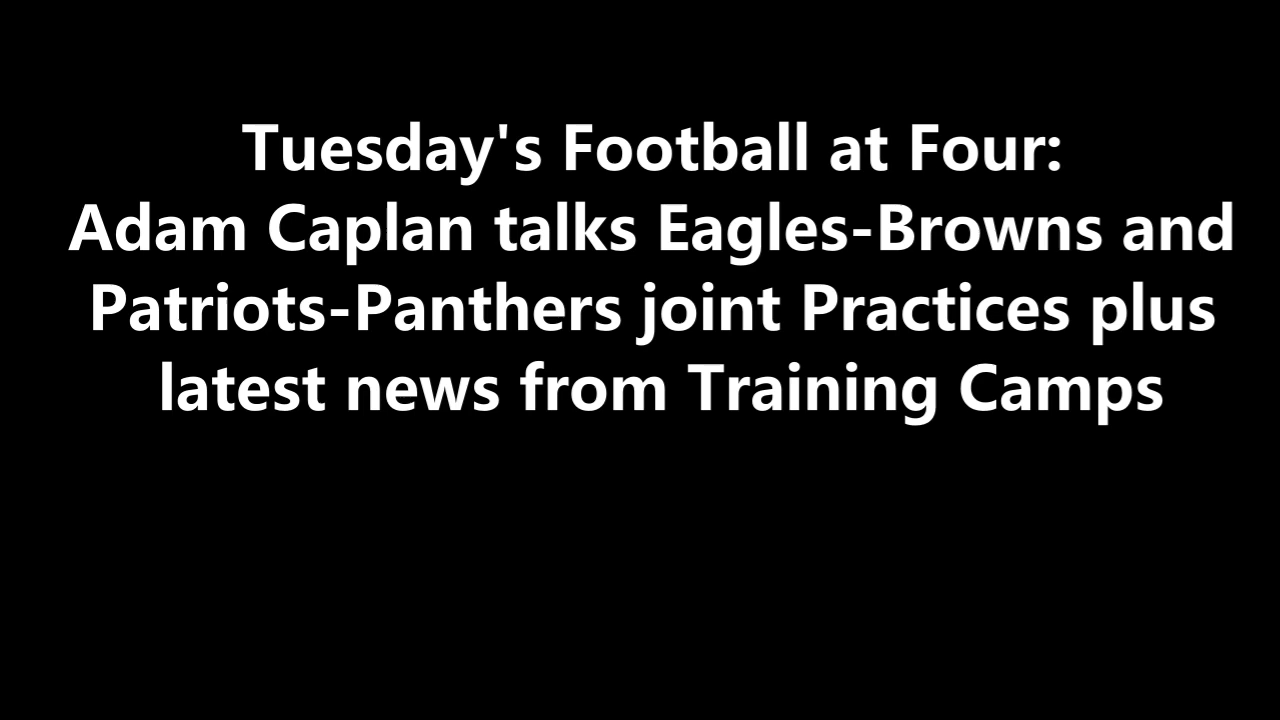 Tuesday's Football at Four:
Adam Caplan talks Eagles-Browns and
Patriots-Panthers joint Practices plus
latest news from Training Camps